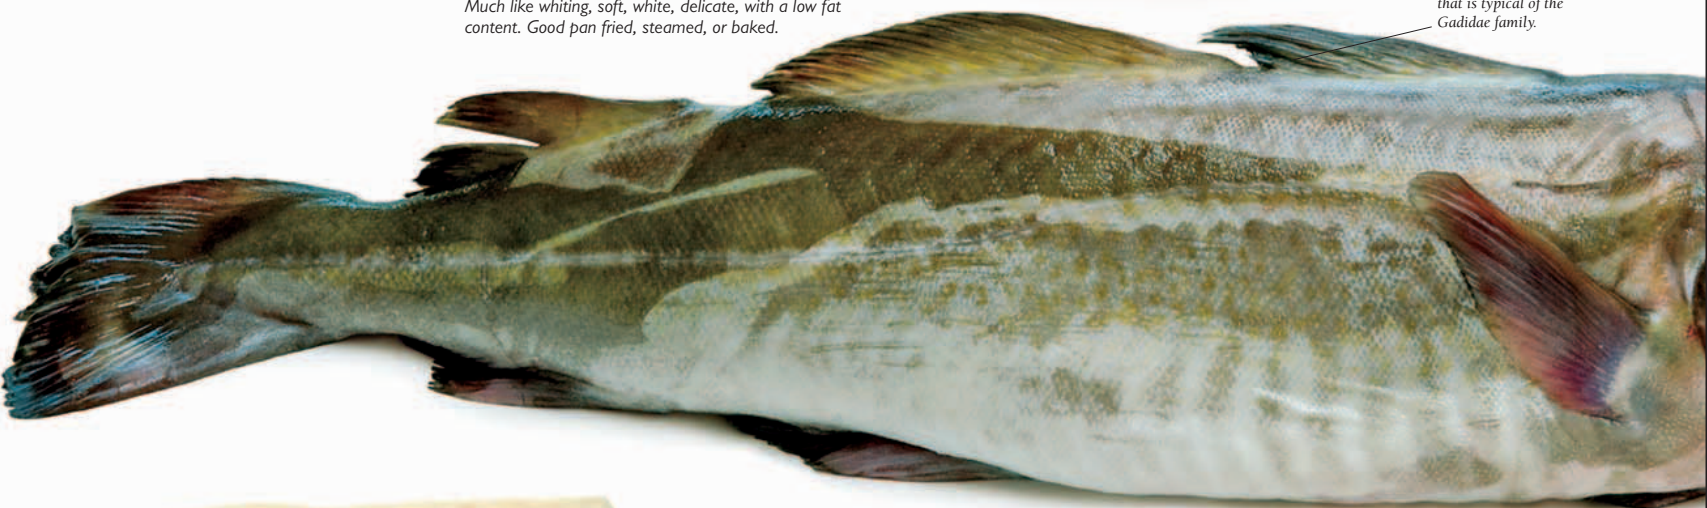 Much like whiting, soft, white, delicate, with a low fat
content. Good pan fried, steamed, or baked.
that is typical of the
Gadidae family.